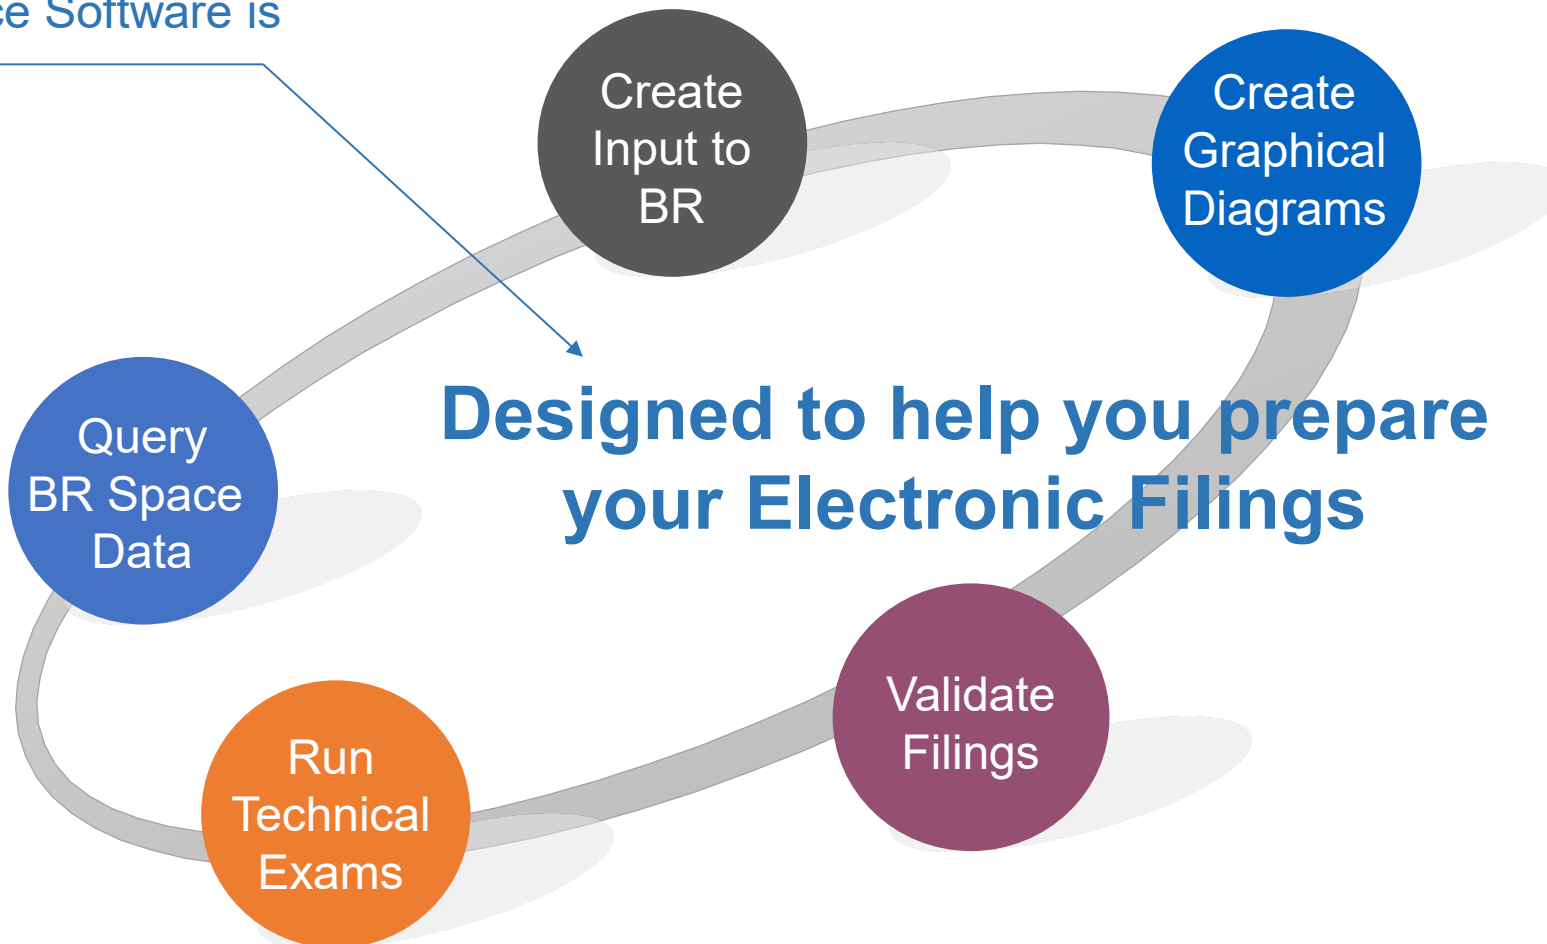 ce Software is
Create
Input to
BR
Create
Graphical
Diagrams
Designed to help you prepare
your Electronic Filings
Query
BR Space
Data
Validate
Filings
Run
Technical
Exams